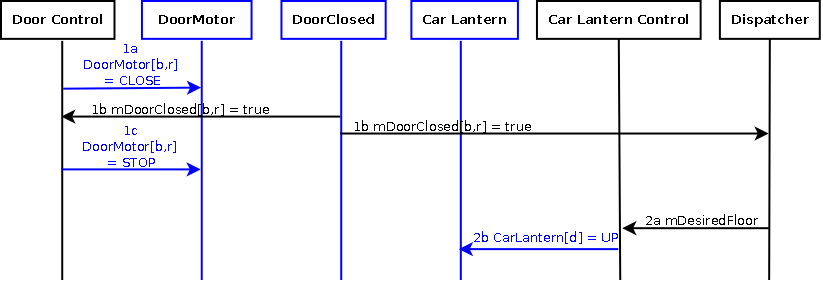 Door Control
DoorMotor
DoorClosed
Car Lantern
Car Lantern Control
Dispatcher
1a
DoorMotor[b,r]
= CLOSE
1b mDoorClosed[b,r] = true
1b mDoorClosed[b,r] = true
1c
DoorMotor[b,r]
= STOP
2a mDesiredFloor
2b CarLantern[d] = UP